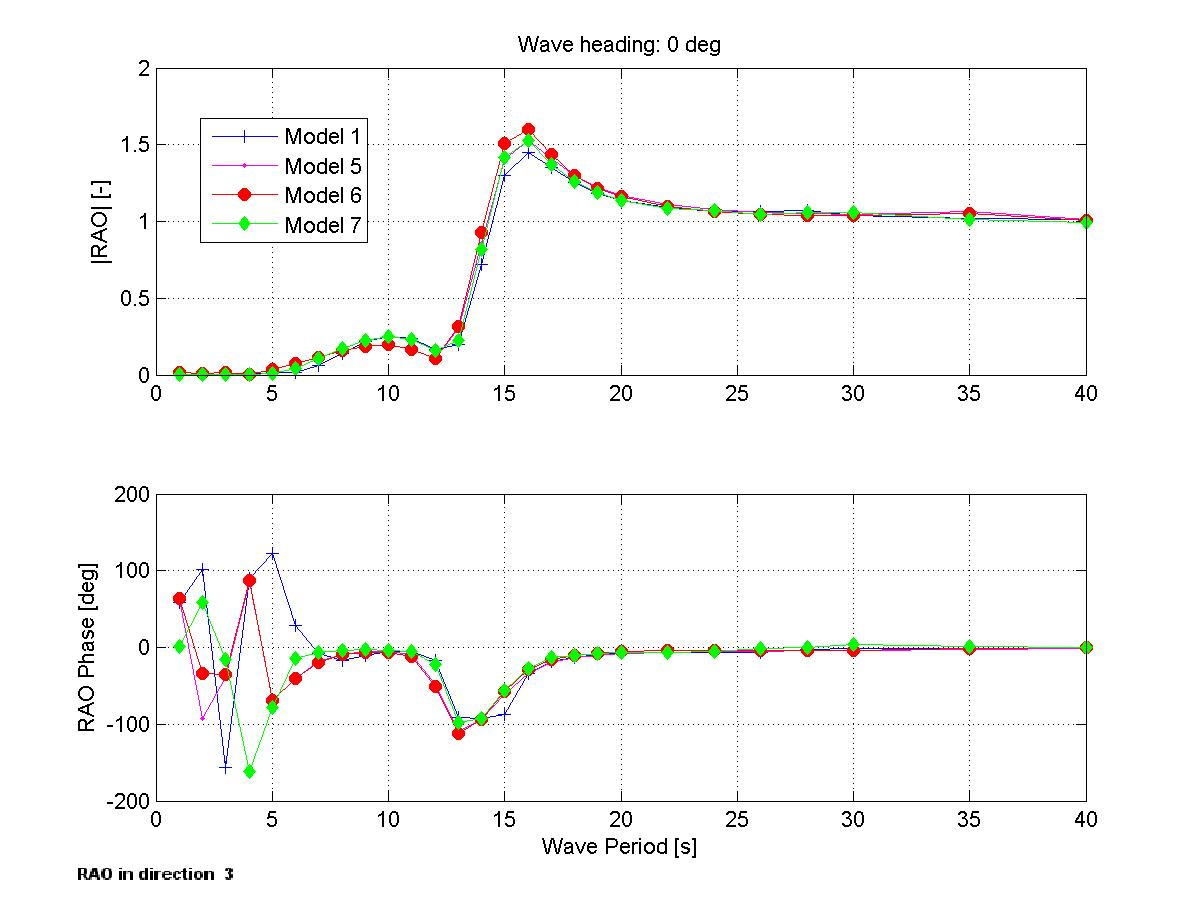 Wave heading: 0 deg
2
1.5
1
0.5
0
|RAO| [-]
Model 1
Model 5
Model 6
Model 7
0 5 10 15 20 25 30 35 40
200
100
0
-100
-200
RAO Phase [deg]
0 5 10 15 20 25 30 35 40
Wave Period [s]
RAO in direction 3